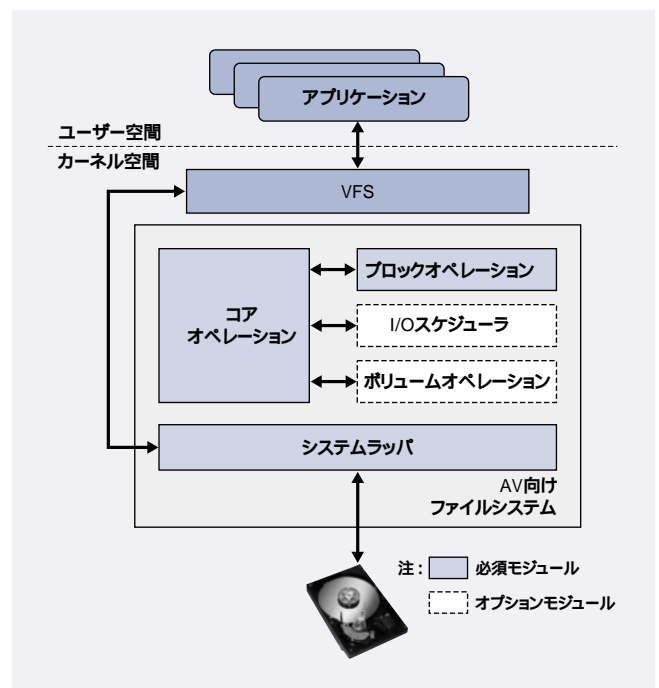 アプリケーション
ユーザー空間
カーネル空間
VFS
コア
オペレーション
ブロックオペレーション
I/Oスケジューラ
ボリュームオペレーション
システムラッパ
AV向け
ファイルシステム
注：
必須モジュール
オプションモジュール